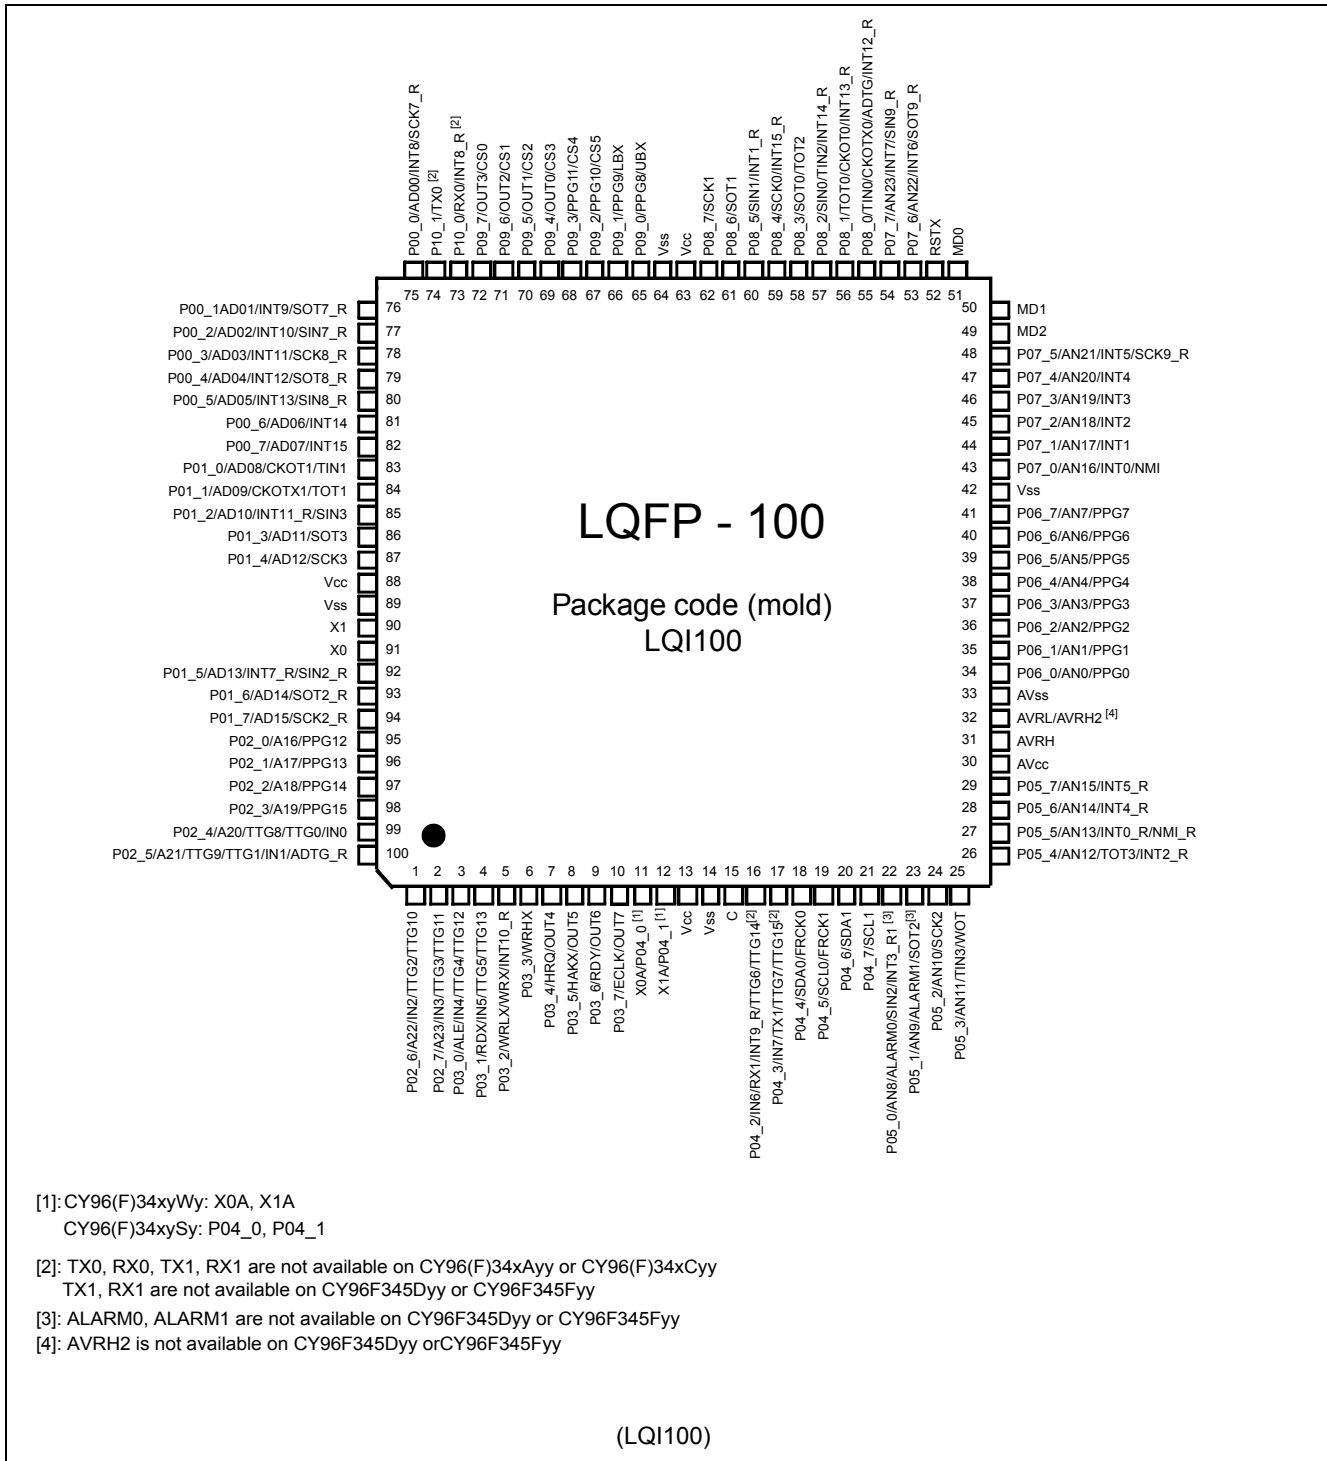 P00_0/AD00/INT8/SCK7_R
P10_1/TX0 [2]
P10_0/RX0/INT8_R [2]
P09_7/OUT3/CS0
P09_6/OUT2/CS1
P09_5/OUT1/CS2
P09_4/OUT0/CS3
P09_3/PPG11/CS4
P09_2/PPG10/CS5
P09_1/PPG9/LBX
P09_0/PPG8/UBX
Vss
Vcc
P08_7/SCK1
P08_6/SOT1
P08_5/SIN1/INT1_R
P08_4/SCK0/INT15_R
P08_3/SOT0/TOT2
P08_2/SIN0/TIN2/INT14_R
P08_1/TOT0/CKOT0/INT13_R
P08_0/TIN0/CKOTX0/ADTG/INT12_R
P07_7/AN23/INT7/SIN9_R
P07_6/AN22/INT6/SOT9_R
RSTX
MD0
75 74 73 72 71 70 69 68 67 66 65 64 63 62 61 60 59 58 57 56 55 54 53 52 51
P00_1AD01/INT9/SOT7_R 76
P00_2/AD02/INT10/SIN7_R 77
P00_3/AD03/INT11/SCK8_R 78
P00_4/AD04/INT12/SOT8_R 79
P00_5/AD05/INT13/SIN8_R 80
P00_6/AD06/INT14 81
P00_7/AD07/INT15 82
P01_0/AD08/CKOT1/TIN1 83
P01_1/AD09/CKOTX1/TOT1 84
P01_2/AD10/INT11_R/SIN3 85
P01_3/AD11/SOT3 86
P01_4/AD12/SCK3 87
Vcc 88
Vss 89
X1 90
X0 91
P01_5/AD13/INT7_R/SIN2_R 92
P01_6/AD14/SOT2_R 93
P01_7/AD15/SCK2_R 94
P02_0/A16/PPG12 95
P02_1/A17/PPG13 96
P02_2/A18/PPG14 97
P02_3/A19/PPG15 98
P02_4/A20/TTG8/TTG0/IN0 99
P02_5/A21/TTG9/TTG1/IN1/ADTG_R 100
LQFP - 100
Package code (mold)
LQI100
50 MD1
49 MD2
48 P07_5/AN21/INT5/SCK9_R
47 P07_4/AN20/INT4
46 P07_3/AN19/INT3
45 P07_2/AN18/INT2
44 P07_1/AN17/INT1
43 P07_0/AN16/INT0/NMI
42 Vss
41 P06_7/AN7/PPG7
40 P06_6/AN6/PPG6
39 P06_5/AN5/PPG5
38 P06_4/AN4/PPG4
37 P06_3/AN3/PPG3
36 P06_2/AN2/PPG2
35 P06_1/AN1/PPG1
34 P06_0/AN0/PPG0
33 AVss
32 AVRL/AVRH2 [4]
31 AVRH
30 AVcc
29 P05_7/AN15/INT5_R
28 P05_6/AN14/INT4_R
27 P05_5/AN13/INT0_R/NMI_R
26 P05_4/AN12/TOT3/INT2_R
1 2 3 4 5 6 7 8 9 10 11 12 13 14 15 16 17 18 19 20 21 22 23 24 25
P02_6/A22/IN2/TTG2/TTG10
P02_7/A23/IN3/TTG3/TTG11
P03_0/ALE/IN4/TTG4/TTG12
P03_1/RDX/IN5/TTG5/TTG13
P03_2/WRLX/WRX/INT10_R
P03_3/WRHX
P03_4/HRQ/OUT4
P03_5/HAKX/OUT5
P03_6/RDY/OUT6
P03_7/ECLK/OUT7
X0A/P04_0 [1]
X1A/P04_1 [1]
Vcc
Vss
C
P04_2/IN6/RX1/INT9_R/TTG6/TTG14[2]
P04_3/IN7/TX1/TTG7/TTG15[2]
P04_4/SDA0/FRCK0
P04_5/SCL0/FRCK1
P04_6/SDA1
P04_7/SCL1
P05_0/AN8/ALARM0/SIN2/INT3_R1 [3]
P05_1/AN9/ALARM1/SOT2[3]
P05_2/AN10/SCK2
P05_3/AN11/TIN3/WOT
[1]: CY96(F)34xyWy: X0A, X1A
CY96(F)34xySy: P04_0, P04_1
[2]: TX0, RX0, TX1, RX1 are not available on CY96(F)34xAyy or CY96(F)34xCyy
TX1, RX1 are not available on CY96F345Dyy or CY96F345Fyy
[3]: ALARM0, ALARM1 are not available on CY96F345Dyy or CY96F345Fyy
[4]: AVRH2 is not available on CY96F345Dyy orCY96F345Fyy
(LQI100)